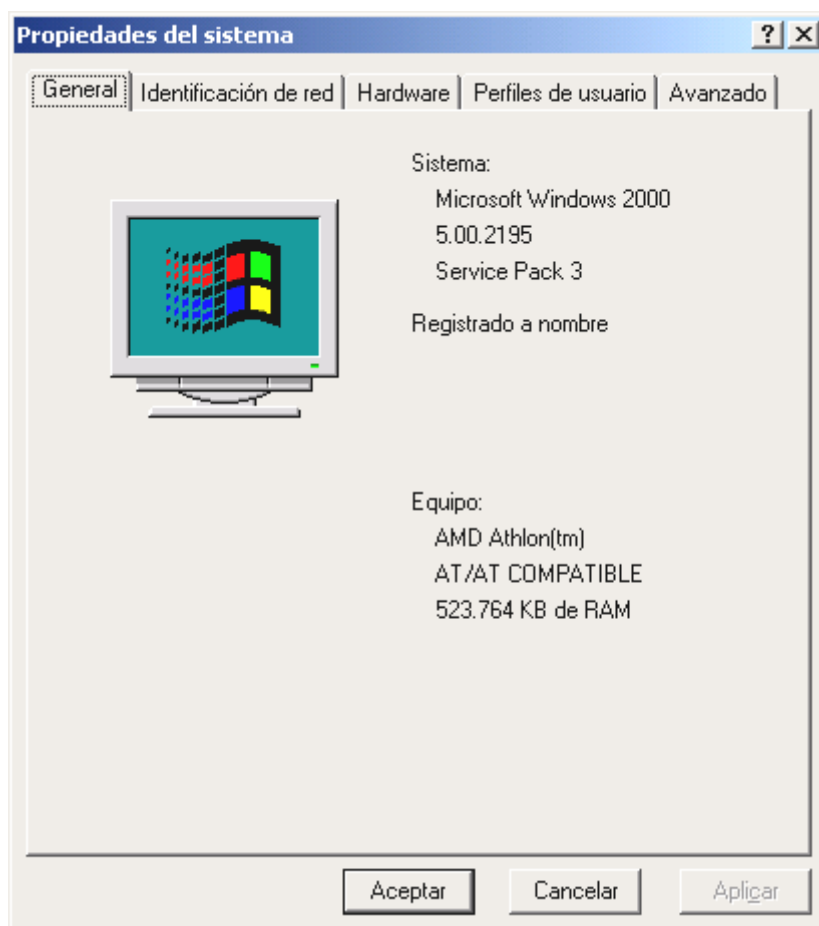 Propiedades del sistema
General Identificación de red Hardware Perfiles de usuario Avanzado
Sistema:
Microsoft Windows 2000
5.00.2195
Service Pack 3
Registrado a nombre
Equipo:
AMD Athlon(tm)
AT/AT COMPATIBLE
523.764 KB de RAM
Aceptar Cancelar Aplicar